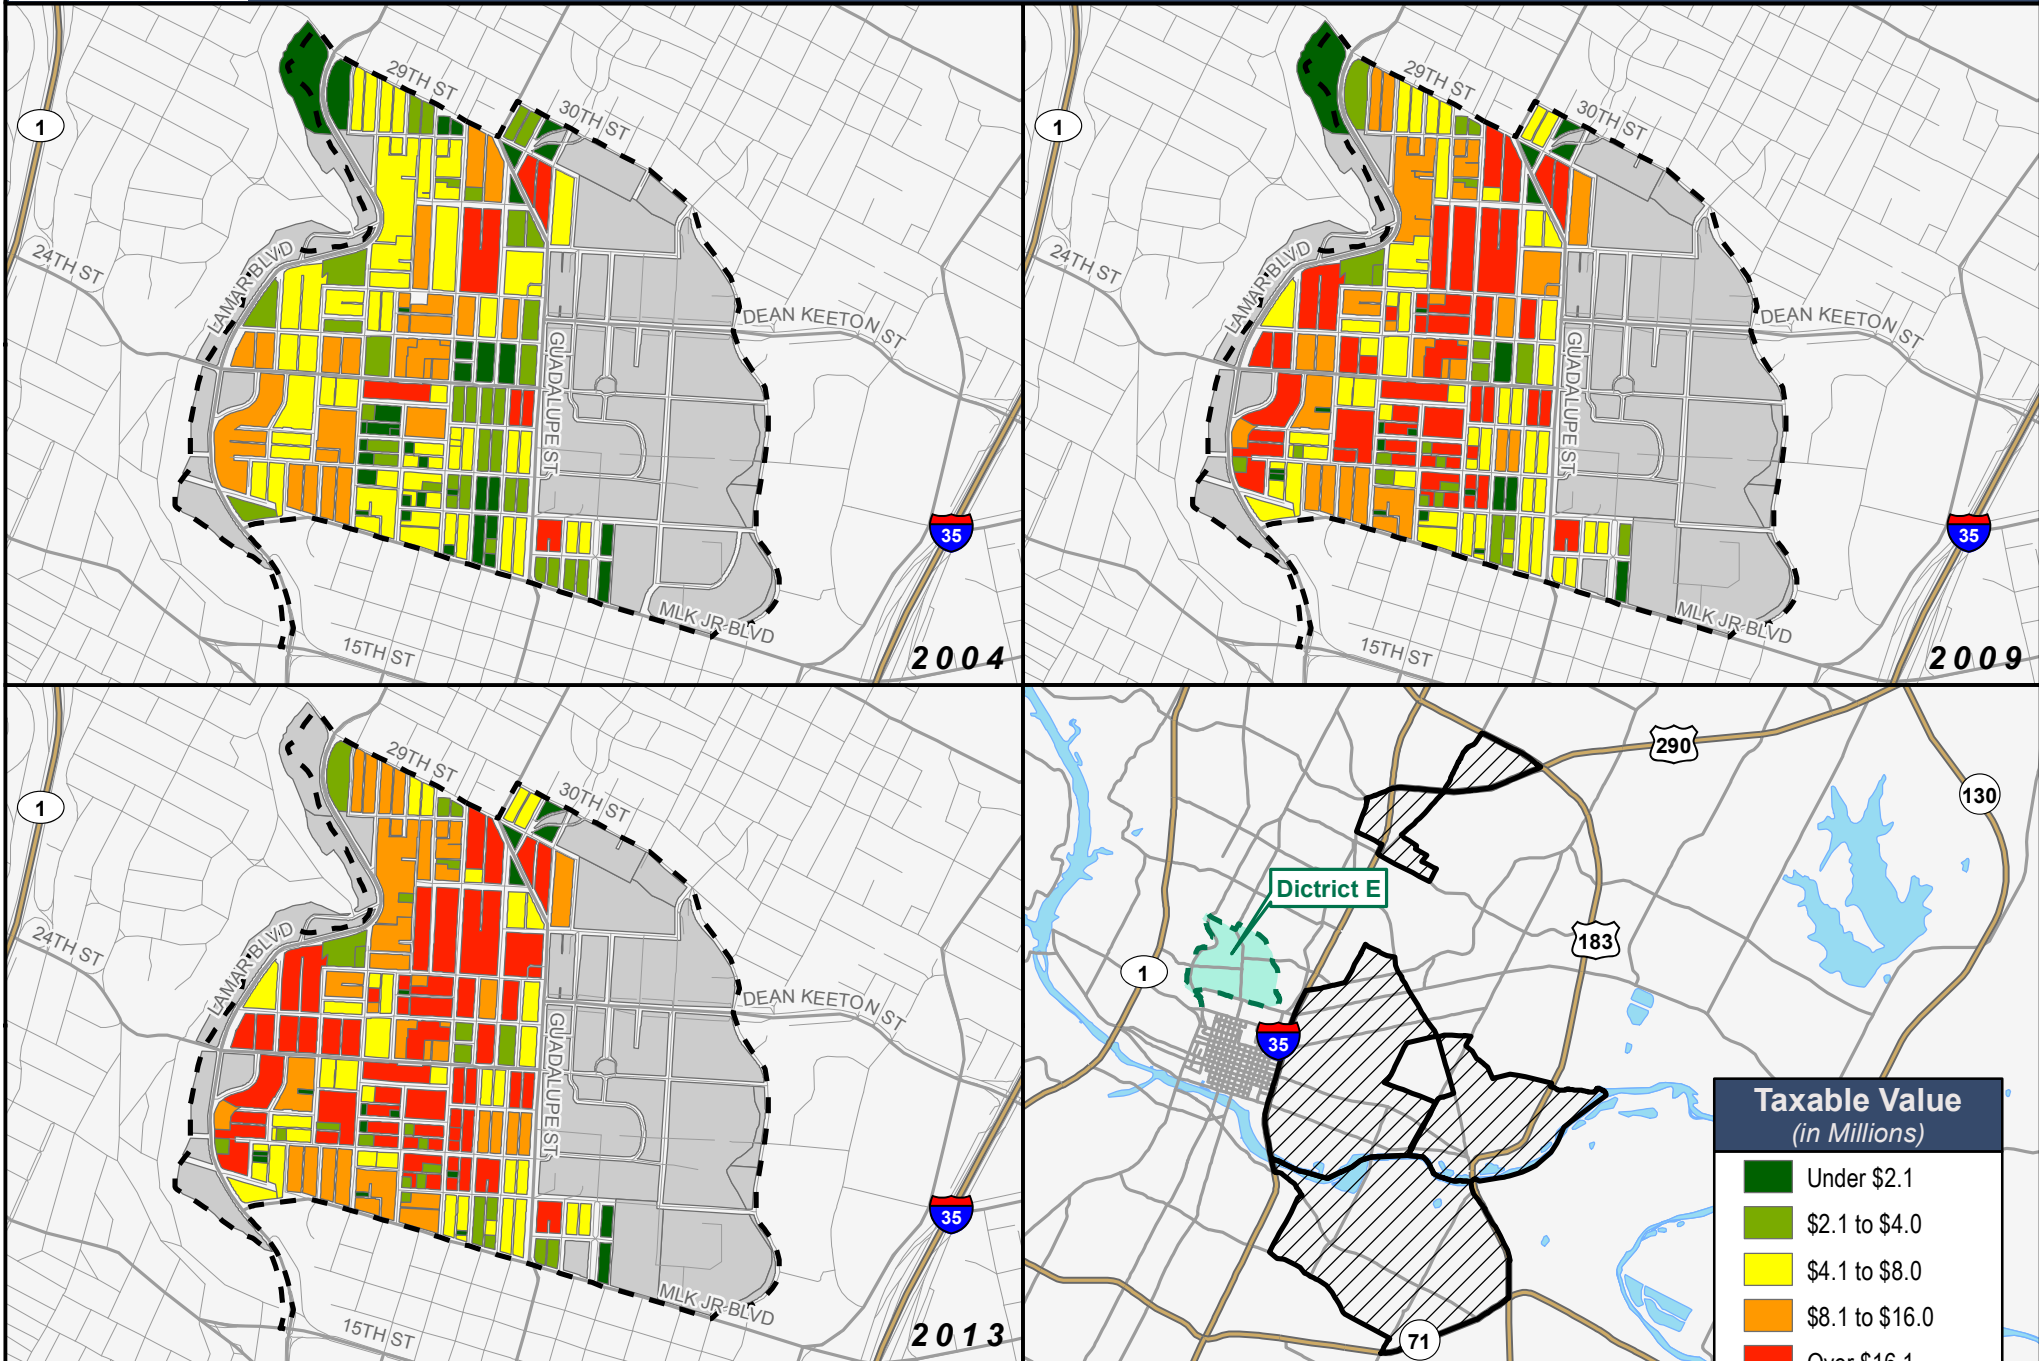 1
29TH ST
30TH ST
24TH ST
LAMAR BLVD
DEAN KEETON ST
GUADALUPE ST
35
MLK JR BLVD
15TH ST
2004
1
29TH ST
30TH ST
24TH ST
LAMAR BLVD
DEAN KEETON ST
GUADALUPE ST
35
MLK JR BLVD
15TH ST
2009
1
29TH ST
30TH ST
24TH ST
LAMAR BLVD
DEAN KEETON ST
GUADALUPE ST
35
MLK JR BLVD
15TH ST
2013
290
130
Dictrict E
183
1
35
71
Taxable Value
(in Millions)
Under $2.1
$2.1 to $4.0
$4.1 to $8.0
$8.1 to $16.0
Over $16.1